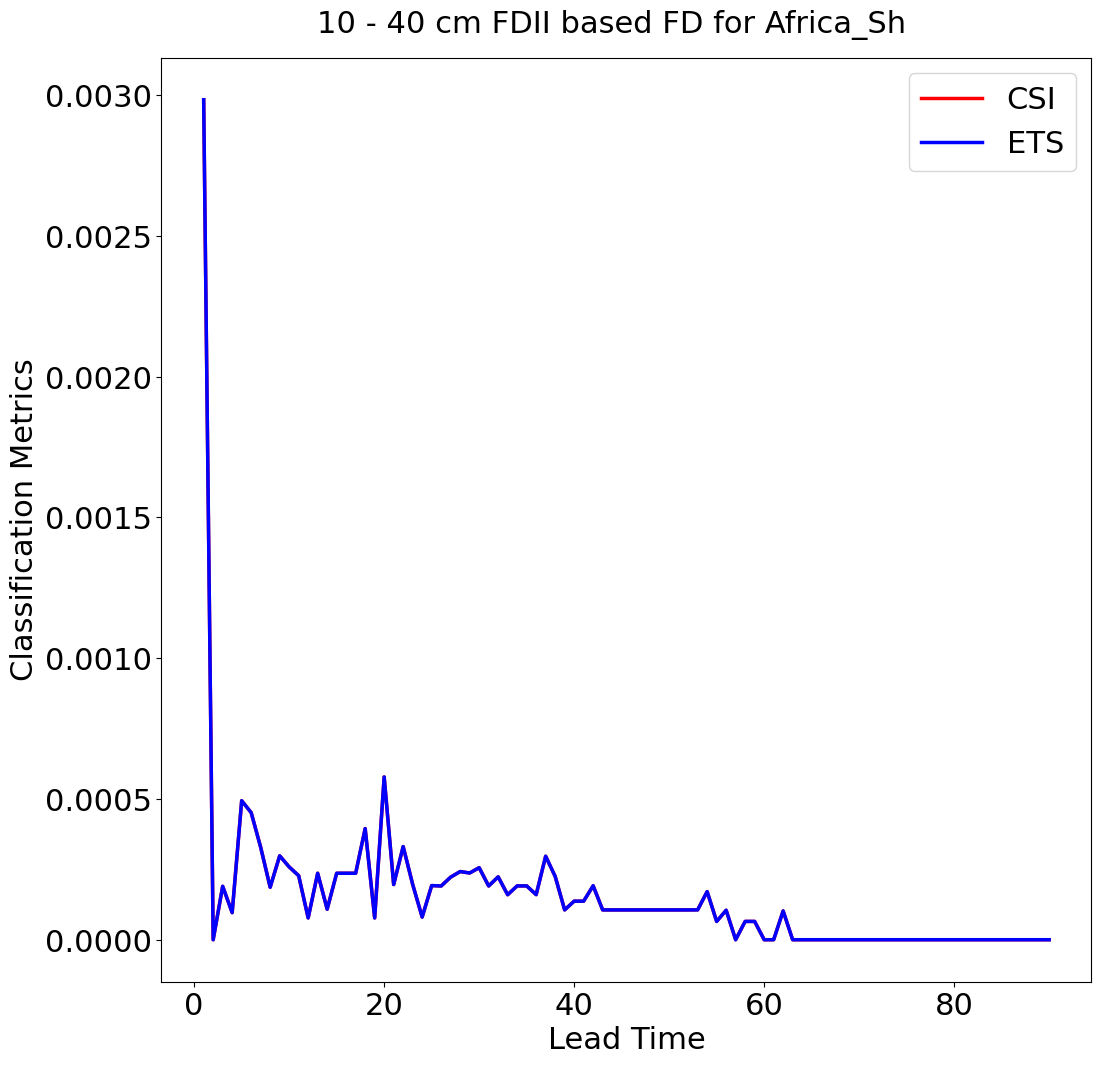 10 - 40 cm FDII based FD for Africa_Sh
CSI
ETS
Classification Metrics
0.0030
0.0025
0.0020
0.0015
0.0010
0.0005
0.0000
0 20 40 60 80
Lead Time